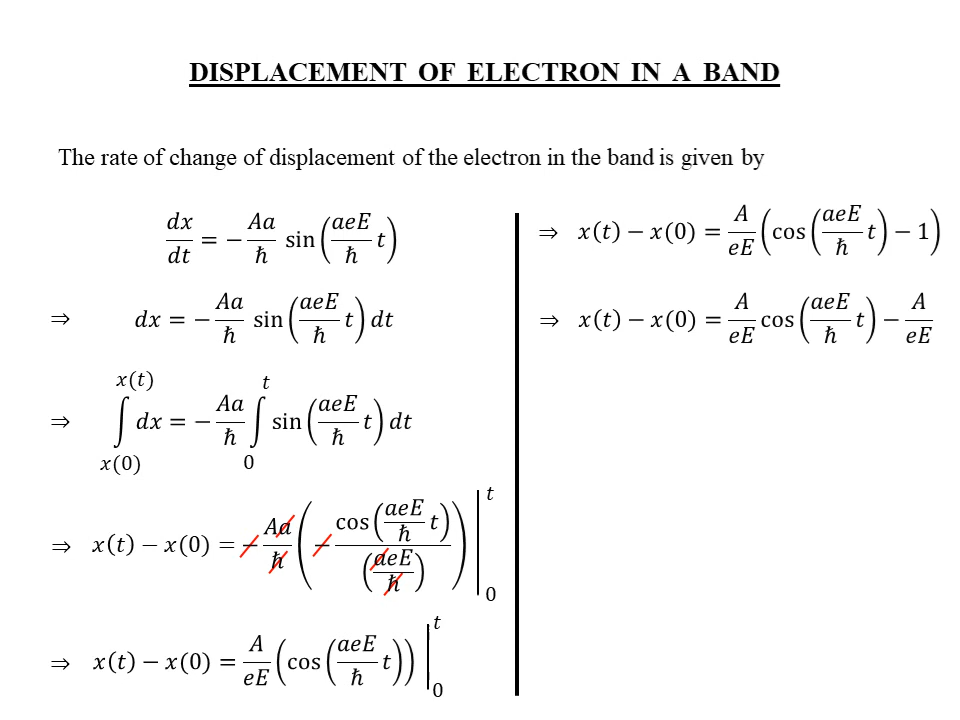 DISPLACEMENT OF ELECTRON IN A BAND
The rate of change of displacement of the electron in the band is given by
dx/dt = −(Aa/ħ) sin((aeE/ħ) t)
⇒ dx = −(Aa/ħ) sin((aeE/ħ) t) dt
⇒ ∫_{x(0)}^{x(t)} dx = −(Aa/ħ) ∫_0^t sin((aeE/ħ) t) dt
⇒ x(t) − x(0) = −(Aa/ħ) (−cos((aeE/ħ) t)/(aeE/ħ)) |_0^t
⇒ x(t) − x(0) = (A/eE) (cos((aeE/ħ) t)) |_0^t
⇒ x(t) − x(0) = (A/eE) (cos((aeE/ħ) t) − 1)
⇒ x(t) − x(0) = (A/eE) cos((aeE/ħ) t) − A/eE